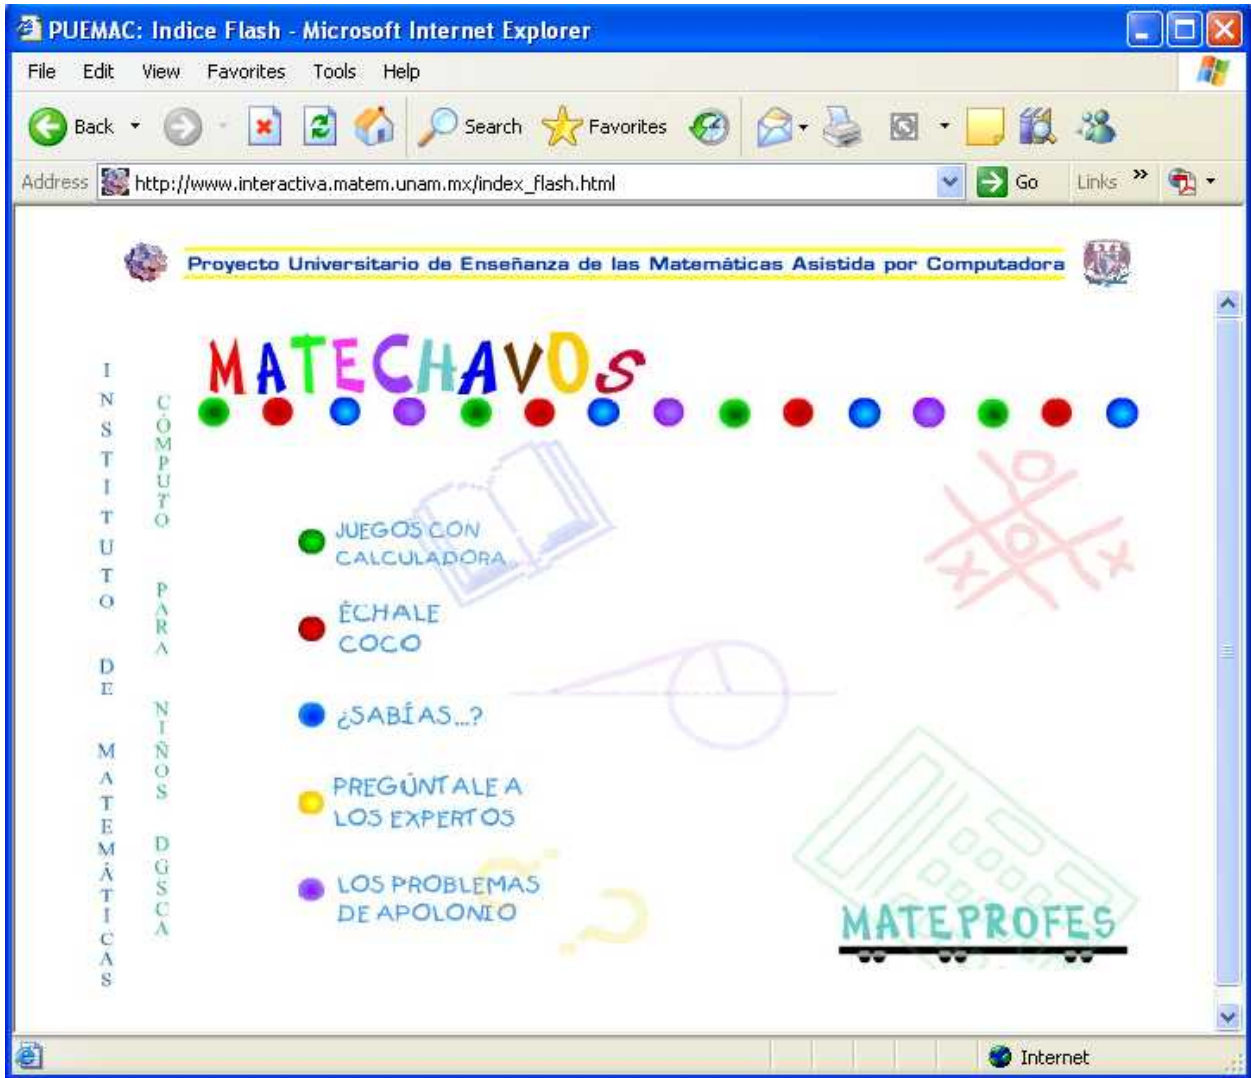 PUEMAC: Indice Flash - Microsoft Internet Explorer
File Edit View Favorites Tools Help
Back Search Favorites
Address http://www.interactiva.matem.unam.mx/index_flash.html Go Links »
Proyecto Universitario de Enseñanza de las Matemáticas Asistida por Computadora
MATECHAVOS
INSTITUTO DE MATEMÁTICAS
CÓMPUTO PARA NIÑOS DGSCA
JUEGOS CON
CALCULADORA
ÉCHALE
COCO
¿SABÍAS...?
PREGÚNTALE A
LOS EXPERTOS
LOS PROBLEMAS
DE APOLONIO
MATEPROFES
Internet